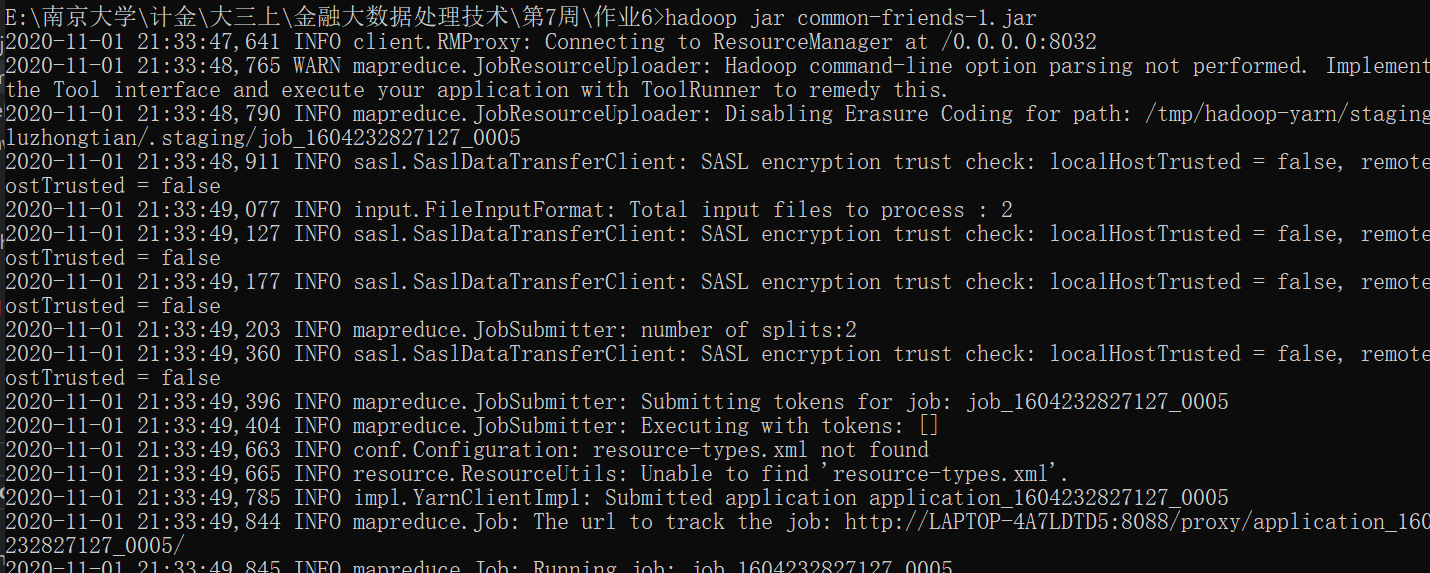 E:\南京大学\计金\大三上\金融大数据处理技术\第7周\作业6>hadoop jar common-friends-1.jar
2020-11-01 21:33:47,641 INFO client.RMProxy: Connecting to ResourceManager at /0.0.0.0:8032
2020-11-01 21:33:48,765 WARN mapreduce.JobResourceUploader: Hadoop command-line option parsing not performed. Implement
the Tool interface and execute your application with ToolRunner to remedy this.
2020-11-01 21:33:48,790 INFO mapreduce.JobResourceUploader: Disabling Erasure Coding for path: /tmp/hadoop-yarn/staging
luzhongtian/.staging/job_1604232827127_0005
2020-11-01 21:33:48,911 INFO sasl.SaslDataTransferClient: SASL encryption trust check: localHostTrusted = false, remote
ostTrusted = false
2020-11-01 21:33:49,077 INFO input.FileInputFormat: Total input files to process : 2
2020-11-01 21:33:49,127 INFO sasl.SaslDataTransferClient: SASL encryption trust check: localHostTrusted = false, remote
ostTrusted = false
2020-11-01 21:33:49,177 INFO sasl.SaslDataTransferClient: SASL encryption trust check: localHostTrusted = false, remote
ostTrusted = false
2020-11-01 21:33:49,203 INFO mapreduce.JobSubmitter: number of splits:2
2020-11-01 21:33:49,360 INFO sasl.SaslDataTransferClient: SASL encryption trust check: localHostTrusted = false, remote
ostTrusted = false
2020-11-01 21:33:49,396 INFO mapreduce.JobSubmitter: Submitting tokens for job: job_1604232827127_0005
2020-11-01 21:33:49,404 INFO mapreduce.JobSubmitter: Executing with tokens: []
2020-11-01 21:33:49,663 INFO conf.Configuration: resource-types.xml not found
2020-11-01 21:33:49,665 INFO resource.ResourceUtils: Unable to find 'resource-types.xml'.
2020-11-01 21:33:49,785 INFO impl.YarnClientImpl: Submitted application application_1604232827127_0005
2020-11-01 21:33:49,844 INFO mapreduce.Job: The url to track the job: http://LAPTOP-4A7LDTD5:8088/proxy/application_160
232827127_0005/
2020-11-01 21:33:49,845 INFO mapreduce.Job: Running job: job_1604232827127_0005